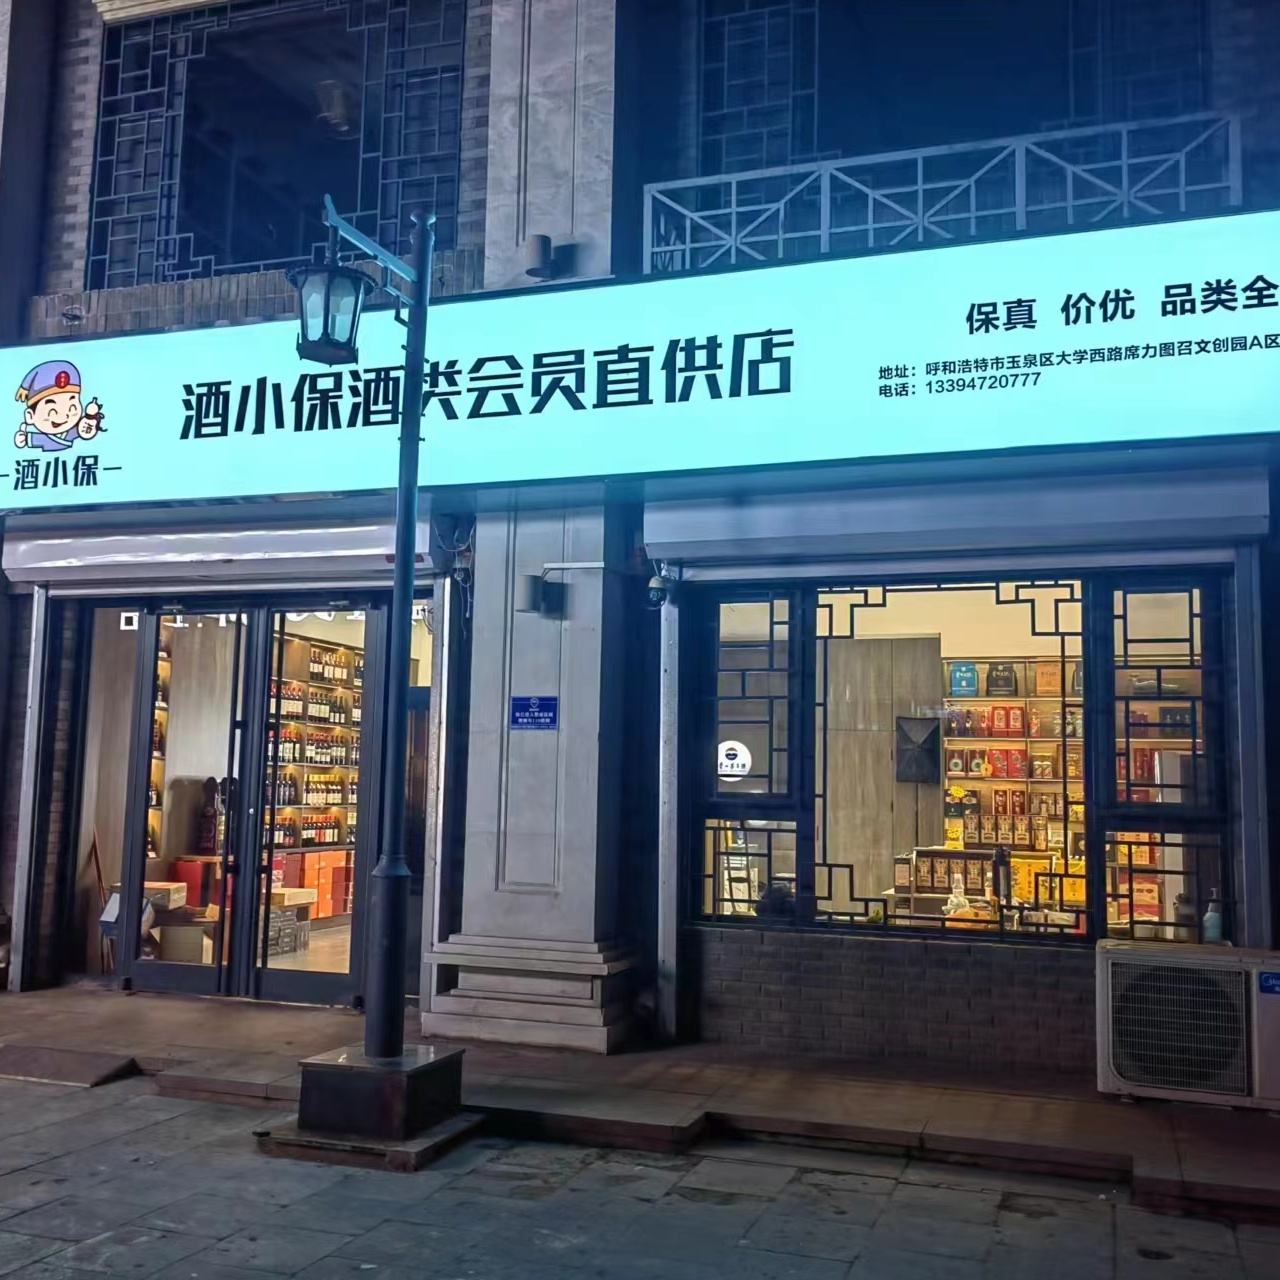 酒小保酒类会员直供店
保真 价优 品类全
地址：呼和浩特市玉泉区大学西路席力图召文创园A区
电话：13394720777
酒
—酒小保—